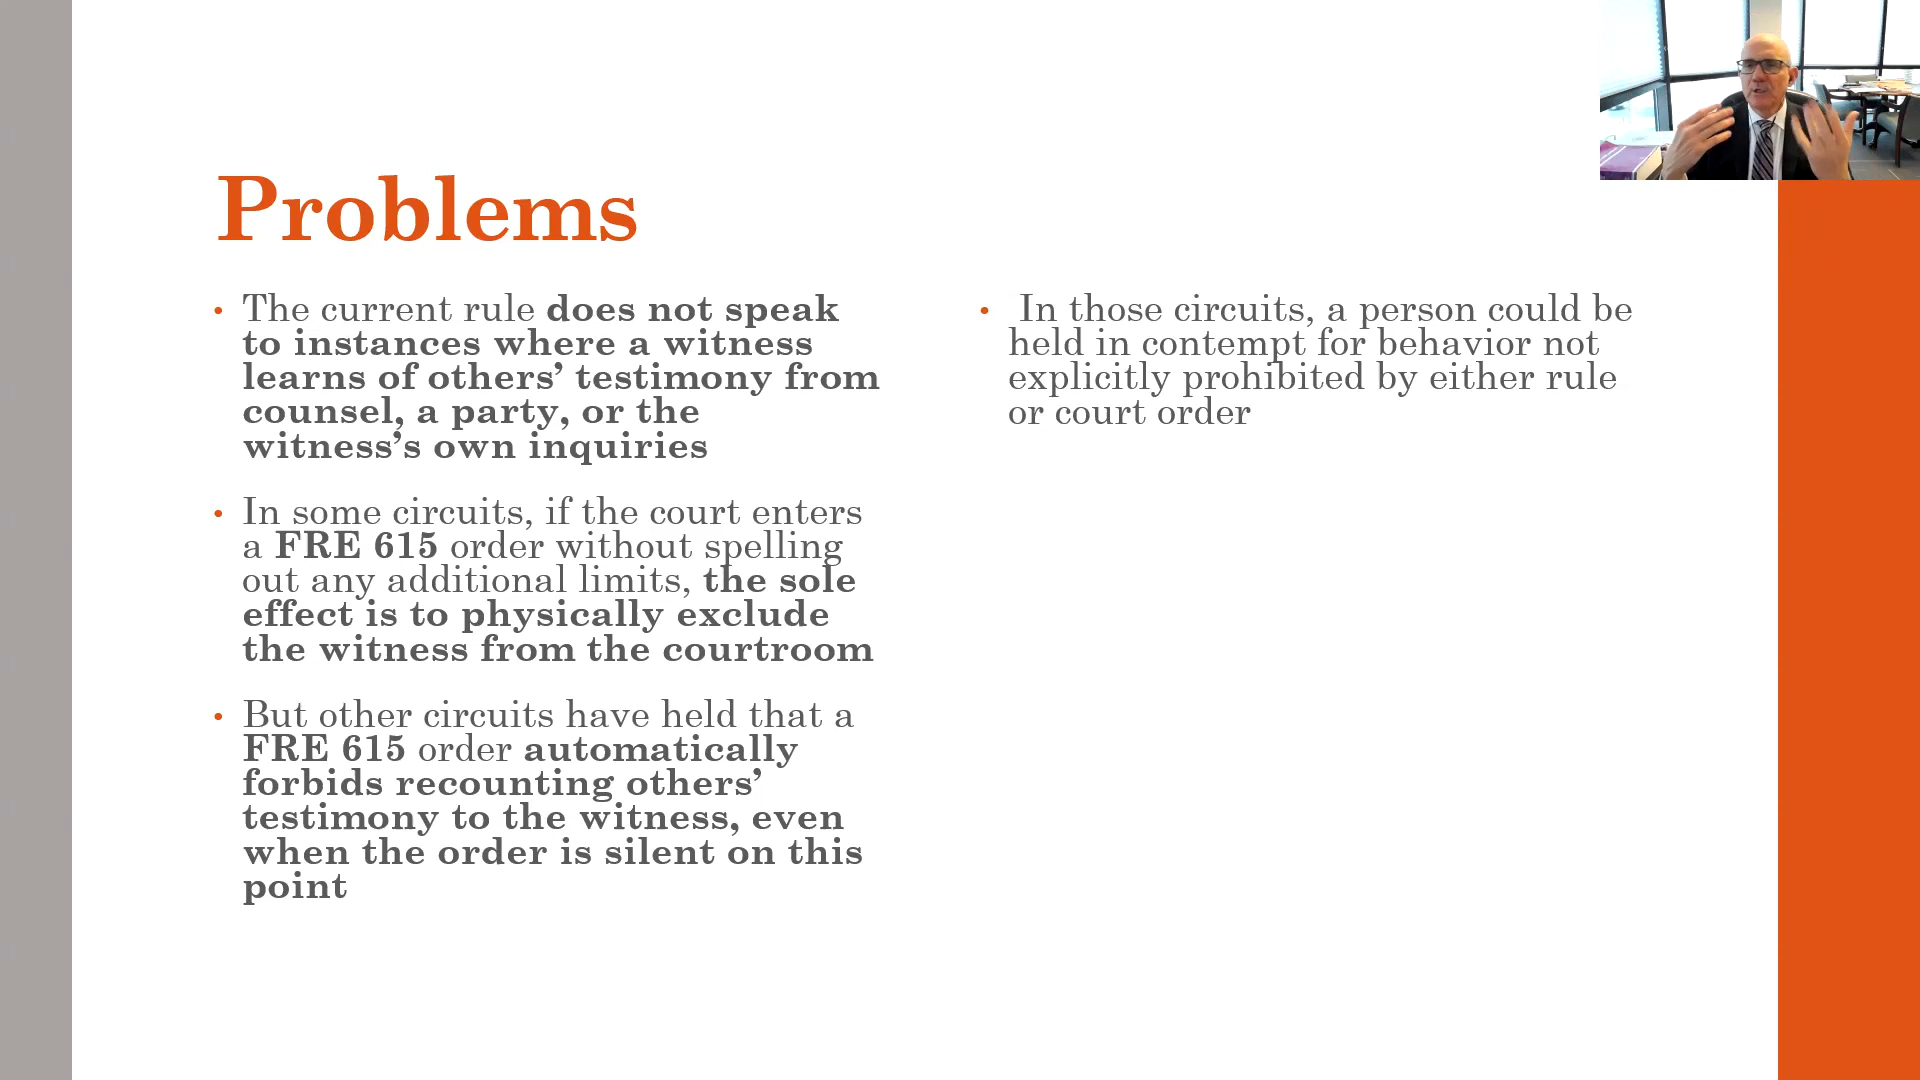 Problems
• The current rule does not speak
to instances where a witness
learns of others’ testimony from
counsel, a party, or the
witness’s own inquiries
• In some circuits, if the court enters
a FRE 615 order without spelling
out any additional limits, the sole
effect is to physically exclude
the witness from the courtroom
• But other circuits have held that a
FRE 615 order automatically
forbids recounting others’
testimony to the witness, even
when the order is silent on this
point
• In those circuits, a person could be
held in contempt for behavior not
explicitly prohibited by either rule
or court order